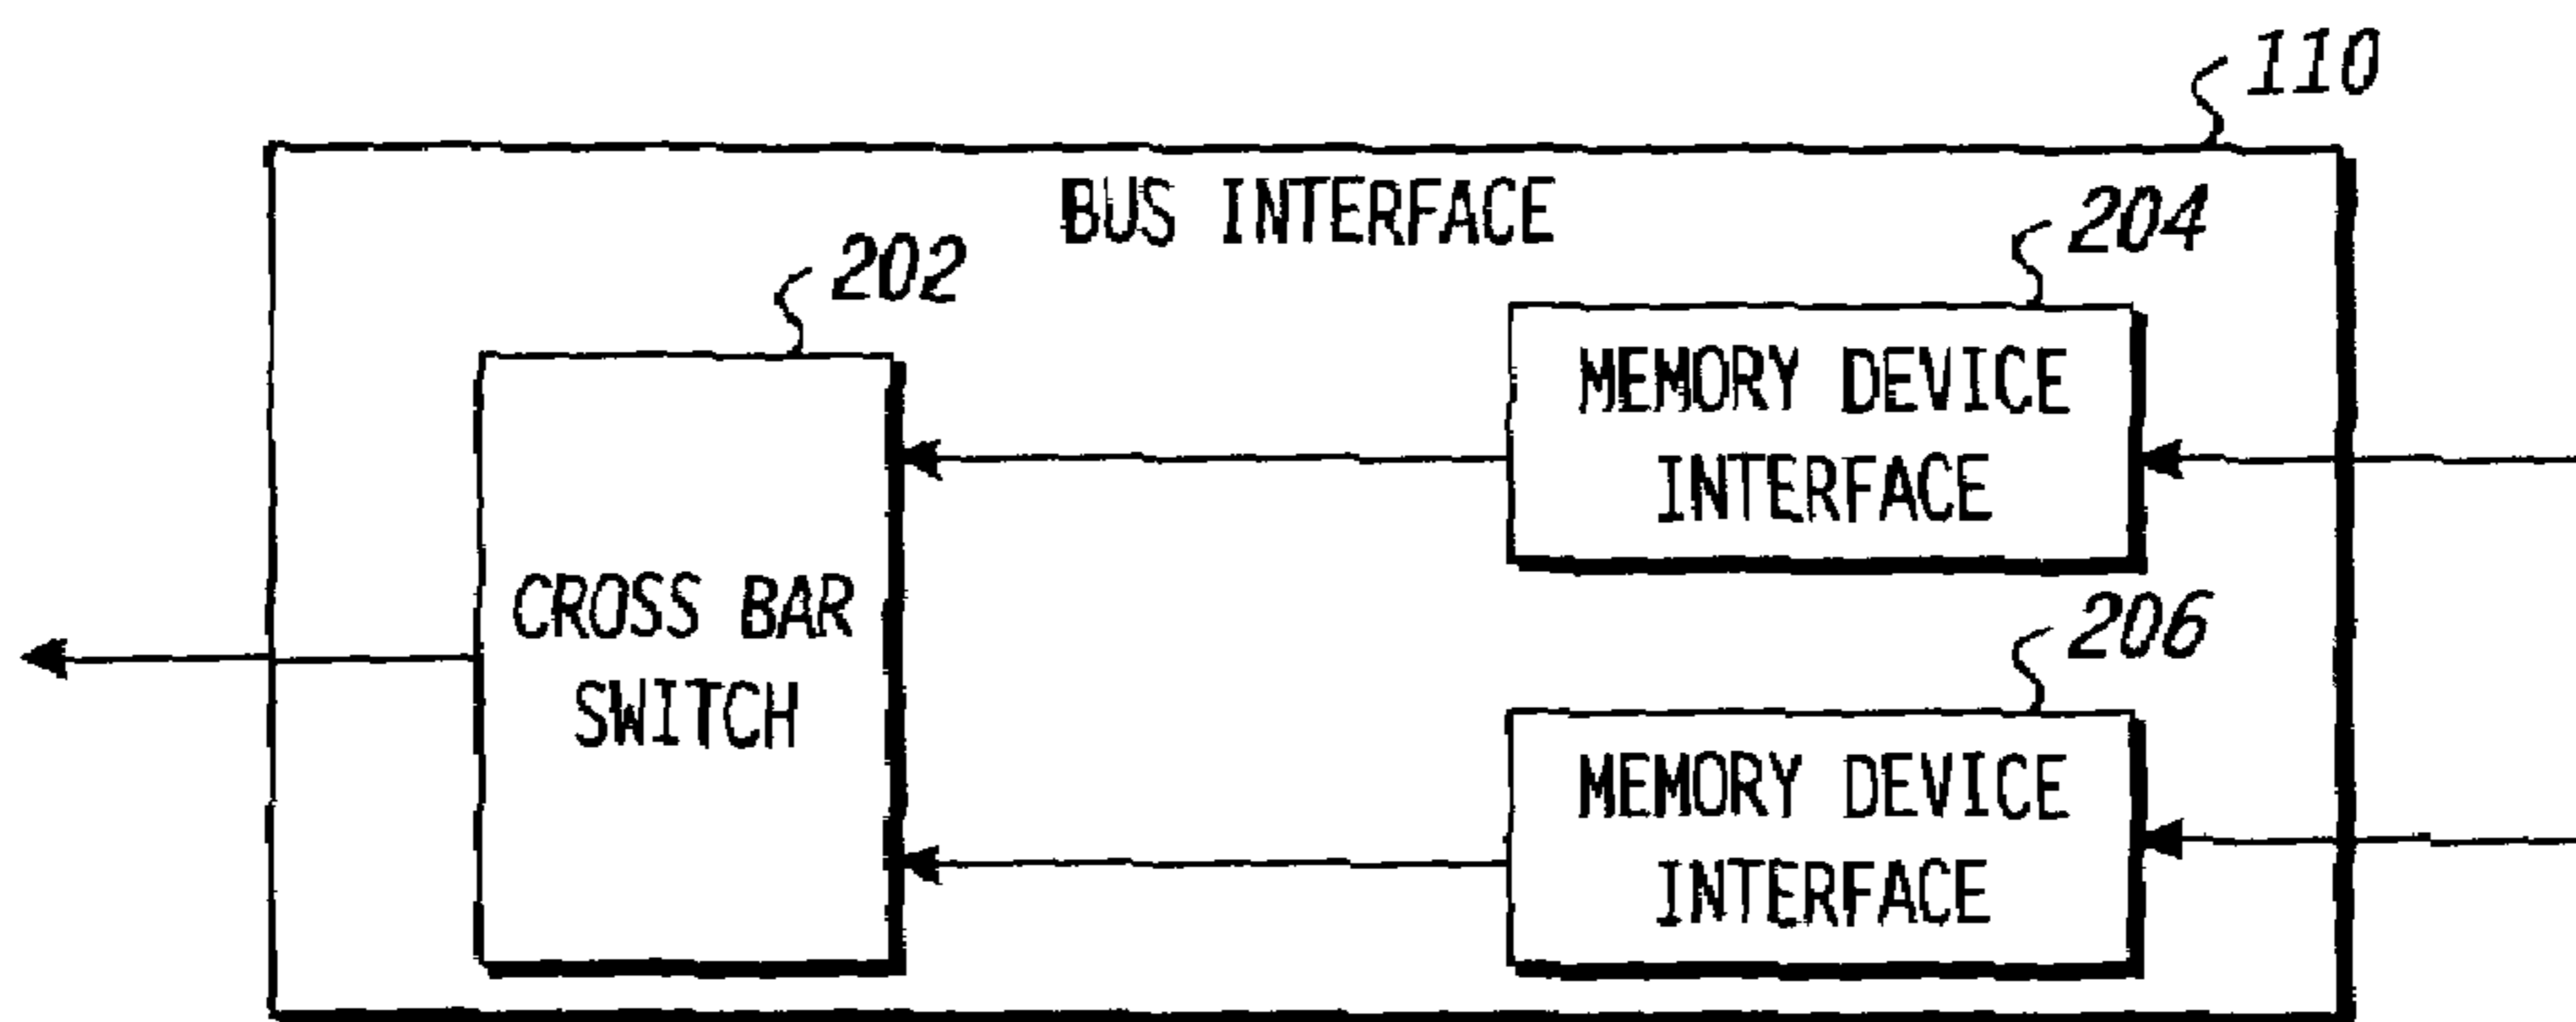 110
BUS INTERFACE
204
202
MEMORY DEVICE
INTERFACE
CROSS BAR
SWITCH
206
MEMORY DEVICE
INTERFACE